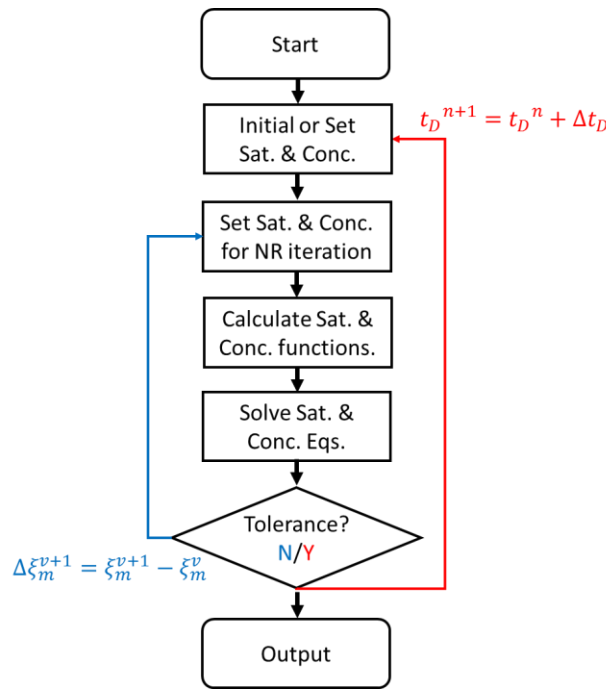 Start
Initial or Set
Sat. & Conc.
t_D^{n+1} = t_D^n + Δt_D
Set Sat. & Conc.
for NR iteration
Calculate Sat. &
Conc. functions.
Solve Sat. &
Conc. Eqs.
Tolerance?
N/Y
Δξ_m^{v+1} = ξ_m^{v+1} − ξ_m^v
Output